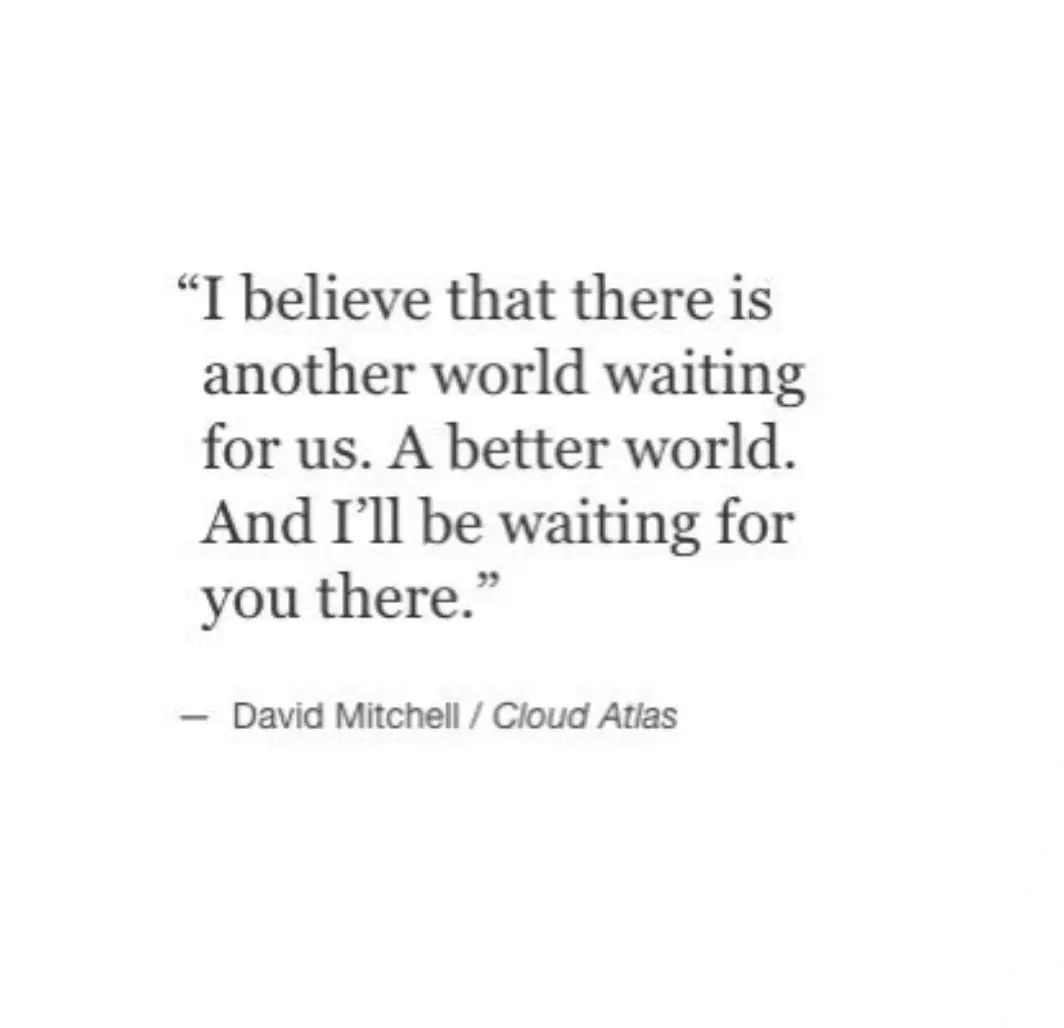 “I believe that there is
another world waiting
for us. A better world.
And I’ll be waiting for
you there.”
— David Mitchell / Cloud Atlas